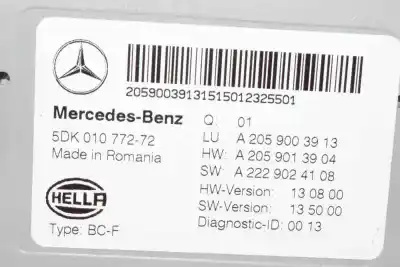 20590039131515012325501
Mercedes-Benz Q: 01
5DK 010 772-72 LU: A 205 900 39 13
Made in Romania HW: A 205 901 39 04
SW: A 222 902 41 08
HELLA HW-Version: 13 08 00
SW-Version: 13 50 00
Type: BC-F Diagnostic-ID: 00 13